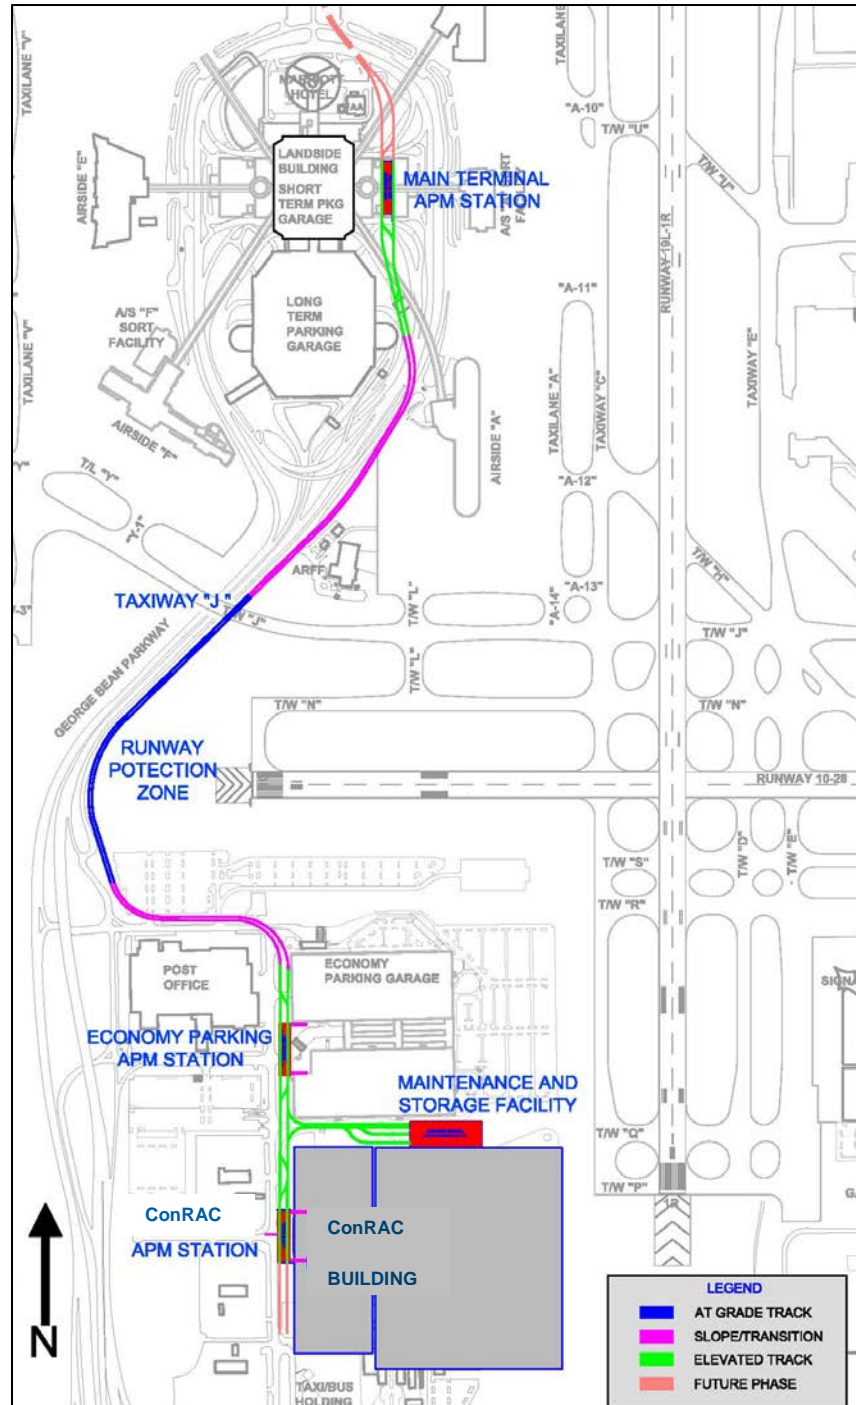 TAXILANE "V"
TAXILANE
MARRIOTT
HOTEL
"A-10"
T/W "U"
LANDSIDE
BUILDING
SHORT
TERM PKG
GARAGE
MAIN TERMINAL
APM STATION
AIRSIDE "E"
T/W "U"
RUNWAY 19L-1R
"A-11"
TAXILANE "V"
A/S "F"
SORT
FACILITY
LONG
TERM
PARKING
GARAGE
TAXILANE "A"
TAXIWAY "C"
TAXIWAY "E"
AIRSIDE "F"
AIRSIDE "A"
T/L "Y"
"Y-1"
"A-12"
ARFF
"A-13"
T/W "H"
TAXIWAY "J "
T/W "J"
T/W "L"
"A-14"
T/W "J"
GEORGE BEAN PARKWAY
T/W "L"
T/W "N"
T/W "N"
RUNWAY
POTECTION
ZONE
RUNWAY 10-28
T/W "S"
T/W "D"
T/W "E"
T/W "R"
POST
OFFICE
ECONOMY
PARKING GARAGE
ECONOMY PARKING
APM STATION
MAINTENANCE AND
STORAGE FACILITY
T/W "Q"
T/W "P"
1R
ConRAC
APM STATION
ConRAC
BUILDING
N
LEGEND
AT GRADE TRACK
SLOPE/TRANSITION
ELEVATED TRACK
FUTURE PHASE
TAXI/BUS
HOLDING